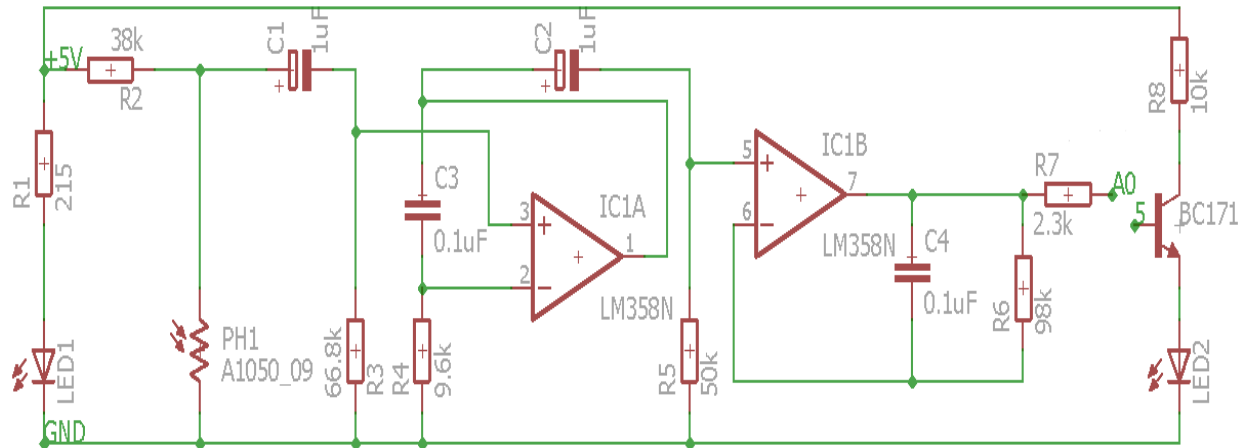 +5V
38k
R2
C1
1uF
C2
1uF
R8
10k
R1
215
C3
0.1uF
3
2
1
IC1A
LM358N
5
6
7
IC1B
LM358N
R7
2.3k
A0
5
BC171
C4
0.1uF
R6
98k
LED1
PH1
A1050_09
66.8k
R3
R4
9.6k
R5
50k
LED2
GND